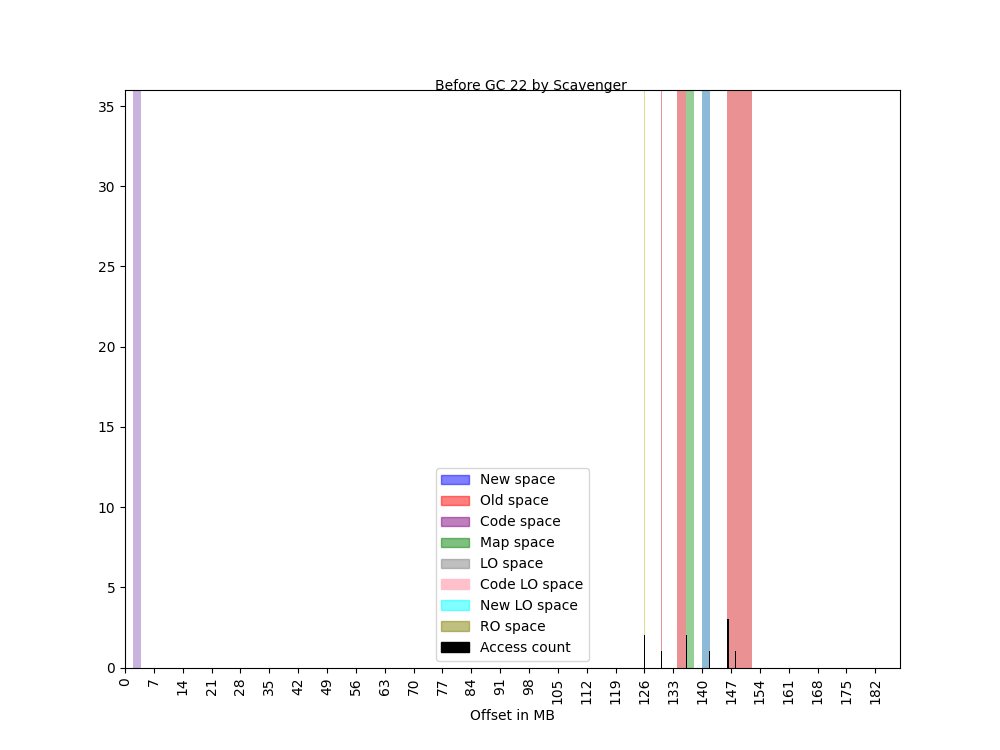 Before GC 22 by Scavenger
35
30
25
20
15
10
5
0
New space
Old space
Code space
Map space
LO space
Code LO space
New LO space
RO space
Access count
0 7 14 21 28 35 42 49 56 63 70 77 84 91 98 105 112 119 126 133 140 147 154 161 168 175 182
Offset in MB